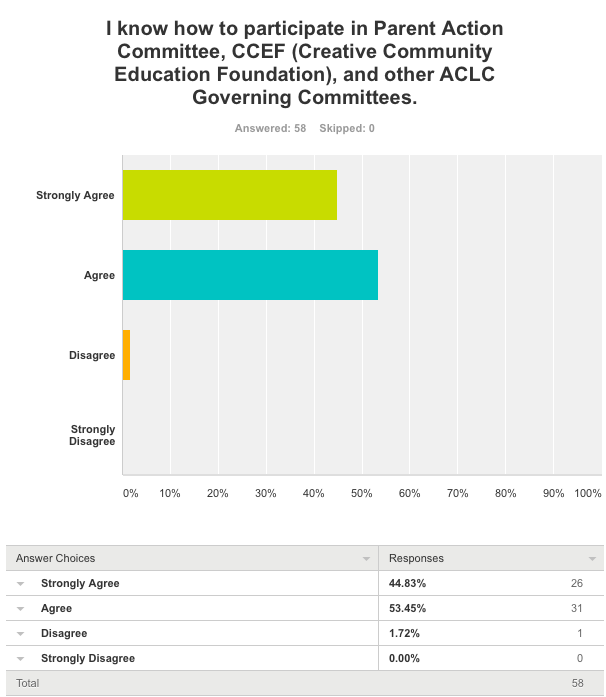 I know how to participate in Parent Action
Committee, CCEF (Creative Community
Education Foundation), and other ACLC
Governing Committees.
Answered: 58 Skipped: 0
Strongly Agree
Agree
Disagree
Strongly
Disagree
0% 10% 20% 30% 40% 50% 60% 70% 80% 90% 100%
Answer Choices Responses
Strongly Agree 44.83% 26
Agree 53.45% 31
Disagree 1.72% 1
Strongly Disagree 0.00% 0
Total 58